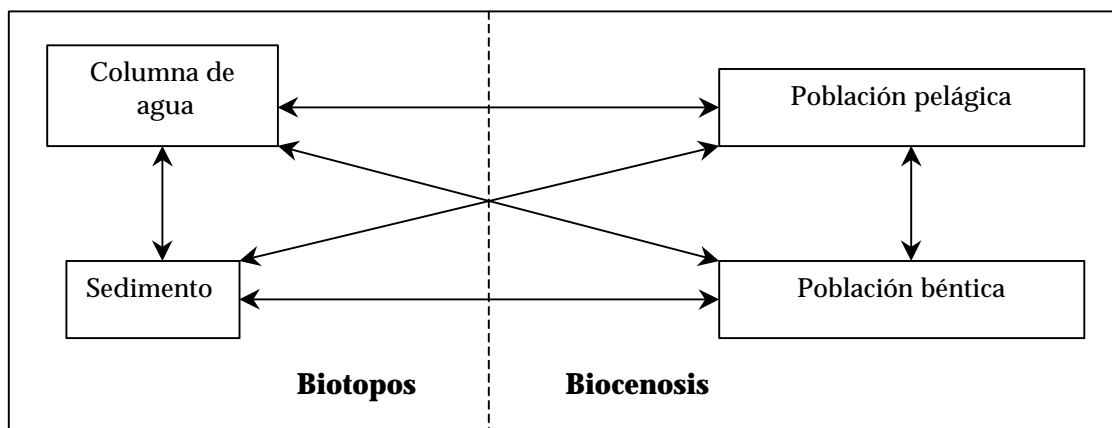 Columna de
agua
Población pelágica
Sedimento
Población béntica
Biotopos
Biocenosis